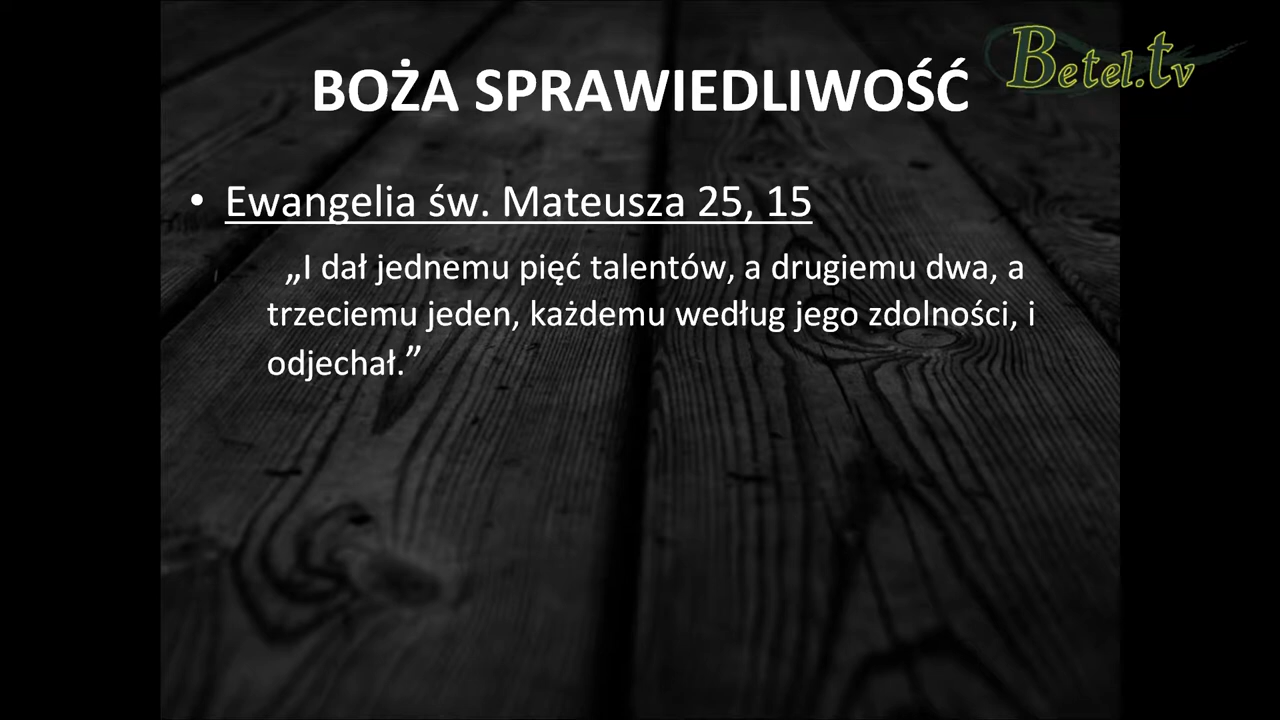 Betel.tv
BOŻA SPRAWIEDLIWOŚĆ
• Ewangelia św. Mateusza 25, 15
„I dał jednemu pięć talentów, a drugiemu dwa, a
trzeciemu jeden, każdemu według jego zdolności, i
odjechał.”